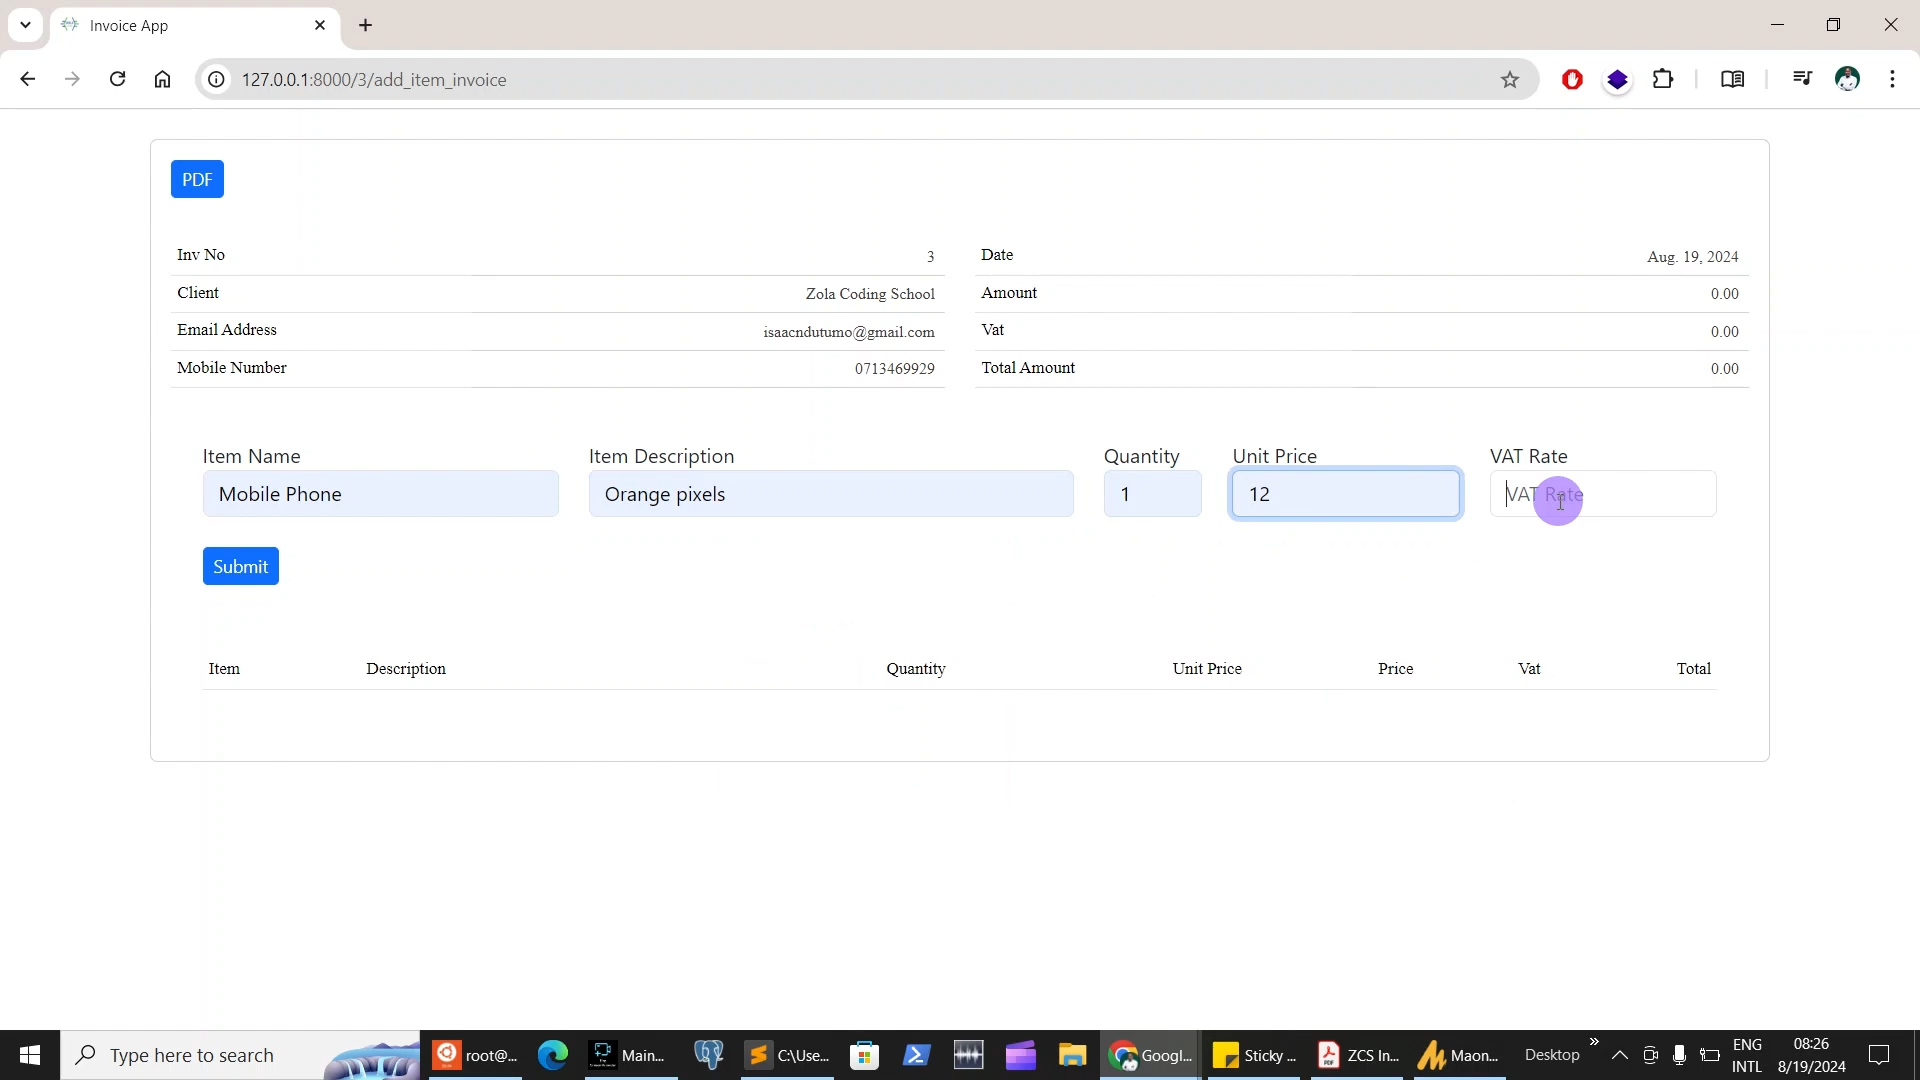 Invoice App
127.0.0.1:8000/3/add_item_invoice
PDF
Inv No 3
Client Zola Coding School
Email Address isaacndutumo@gmail.com
Mobile Number 0713469929
Date Aug. 19, 2024
Amount 0.00
Vat 0.00
Total Amount 0.00
Item Name Item Description Quantity Unit Price VAT Rate
Mobile Phone Orange pixels 1 12 VAT Rate
Submit
Item Description Quantity Unit Price Price Vat Total
Type here to search root@... Main... C:\Use... Googl... Sticky ... ZCS In... Maon... Desktop ENG 08:26
INTL 8/19/2024